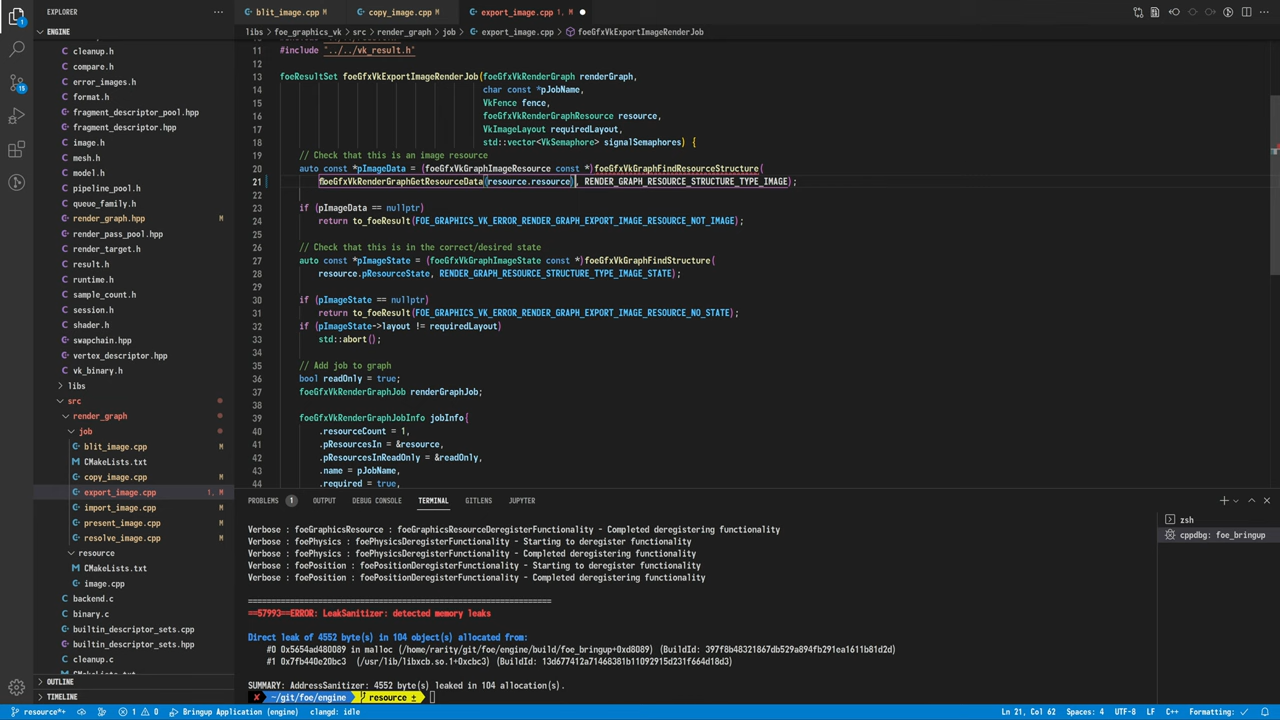 EXPLORER ···
ENGINE
cleanup.h
compare.h
error_images.h
format.h
fragment_descriptor_pool.hpp
fragment_descriptor.hpp
image.h
mesh.h
model.h
pipeline_pool.h
queue_family.h
render_graph.hpp M
render_pass_pool.hpp
render_target.h
result.h
runtime.h
sample_count.h
session.h
shader.h
swapchain.h
vertex_descriptor.hpp
vk_binary.h
libs
src
render_graph
job
blit_image.cpp M
CMakeLists.txt
copy_image.cpp M
export_image.cpp 1, M
import_image.cpp M
present_image.cpp M
resolve_image.cpp M
resource
CMakeLists.txt
image.cpp
backend.c
binary.c
builtin_descriptor_sets.cpp
builtin_descriptor_sets.hpp
cleanup.c
OUTLINE
TIMELINE
blit_image.cpp M copy_image.cpp M export_image.cpp 1, M
libs > foe_graphics_vk > src > render_graph > job > export_image.cpp > foeGfxVkExportImageRenderJob
11 #include "../../vk_result.h"
12
13 foeResultSet foeGfxVkExportImageRenderJob(foeGfxVkRenderGraph renderGraph,
14 char const *pJobName,
15 VkFence fence,
16 foeGfxVkRenderGraphResource resource,
17 VkImageLayout requiredLayout,
18 std::vector<VkSemaphore> signalSemaphores) {
19 // Check that this is an image resource
20 auto const *pImageData = (foeGfxVkGraphImageResource const *)foeGfxVkGraphFindResourceStructure(
21 foeGfxVkRenderGraphGetResourceData(resource.resource), RENDER_GRAPH_RESOURCE_STRUCTURE_TYPE_IMAGE);
22
23 if (pImageData == nullptr)
24 return to_foeResult(FOE_GRAPHICS_VK_ERROR_RENDER_GRAPH_EXPORT_IMAGE_RESOURCE_NOT_IMAGE);
25
26 // Check that this is in the correct/desired state
27 auto const *pImageState = (foeGfxVkGraphImageState const *)foeGfxVkGraphFindStructure(
28 resource.pResourceState, RENDER_GRAPH_RESOURCE_STRUCTURE_TYPE_IMAGE_STATE);
29
30 if (pImageState == nullptr)
31 return to_foeResult(FOE_GRAPHICS_VK_ERROR_RENDER_GRAPH_EXPORT_IMAGE_RESOURCE_NO_STATE);
32 if (pImageState->layout != requiredLayout)
33 std::abort();
34
35 // Add job to graph
36 bool readOnly = true;
37 foeGfxVkRenderGraphJob renderGraphJob;
38
39 foeGfxVkRenderGraphJobInfo jobInfo{
40 .resourceCount = 1,
41 .pResourcesIn = &resource,
42 .pResourcesInReadOnly = &readOnly,
43 .name = pJobName,
44 .required = true,
PROBLEMS 1 OUTPUT DEBUG CONSOLE TERMINAL GITLENS JUPYTER
Verbose : foeGraphicsResource : foeGraphicsResourceDeregisterFunctionality - Completed deregistering functionality
Verbose : foePhysics : foePhysicsDeregisterFunctionality - Starting to deregister functionality
Verbose : foePhysics : foePhysicsDeregisterFunctionality - Completed deregistering functionality
Verbose : foePosition : foePositionDeregisterFunctionality - Starting to deregister functionality
Verbose : foePosition : foePositionDeregisterFunctionality - Completed deregistering functionality
=================================================================
==57993==ERROR: LeakSanitizer: detected memory leaks
Direct leak of 4552 byte(s) in 104 object(s) allocated from:
#0 0x5654ad480089 in malloc (/home/rarity/git/foe/engine/build/foe_bringup+0xd8089) (BuildId: 397f8b48321867db529a894fb291ea1611b81d2d)
#1 0x7fb440e20bc3 (/usr/lib/libxcb.so.1+0xcbc3) (BuildId: 13d677412a71468381b11092915d231f664d18d3)
SUMMARY: AddressSanitizer: 4552 byte(s) leaked in 104 allocation(s).
✘ ~/git/foe/engine resource ±
zsh
cppdbg: foe_bringup
resource*+ 1 0 Bringup Application (engine) clangd: idle Ln 21, Col 62 Spaces: 4 UTF-8 LF C++ Formatting: ✓